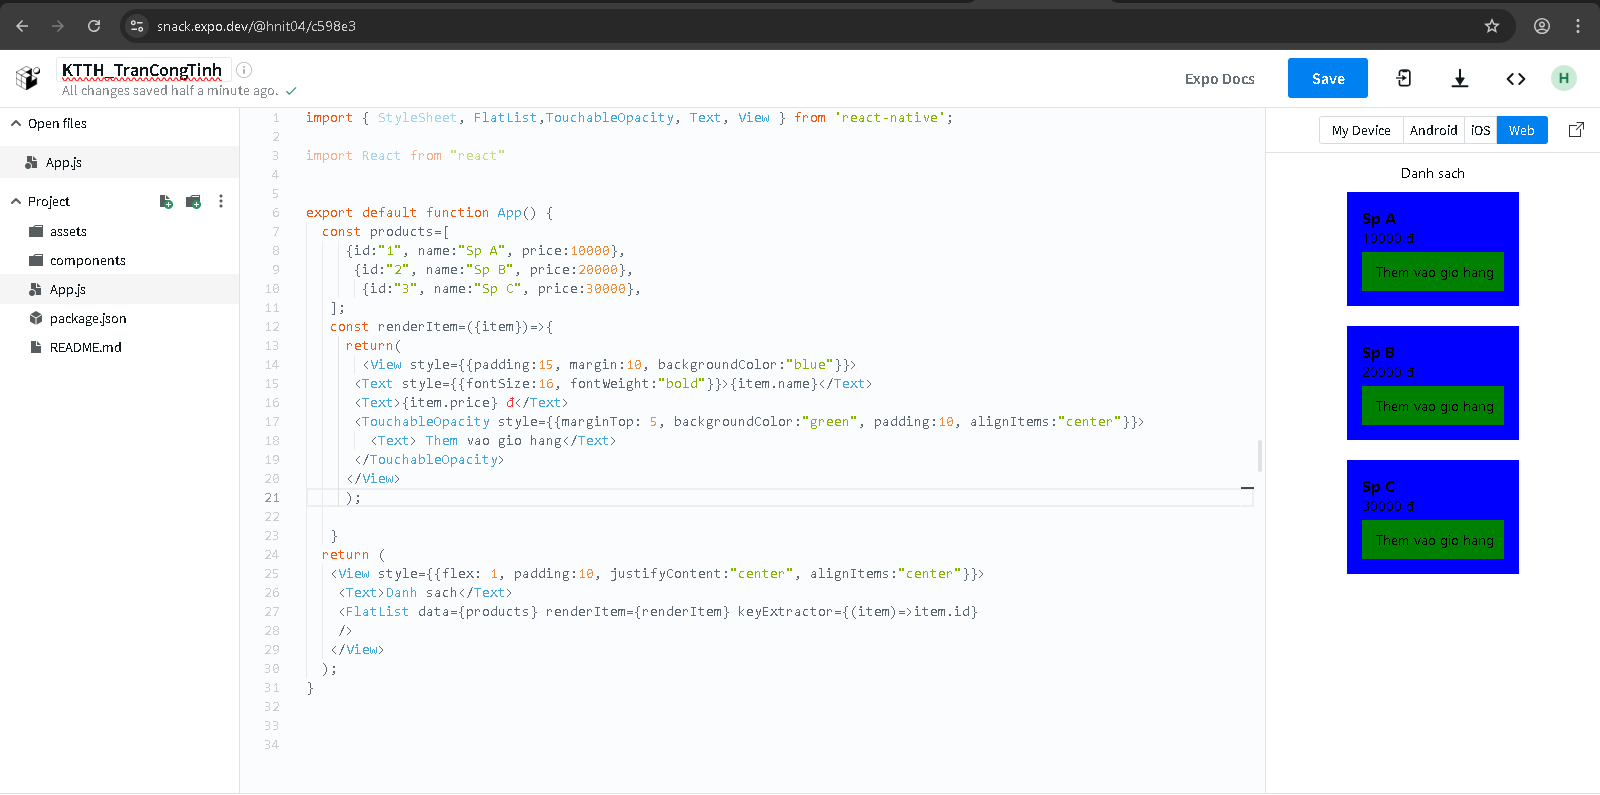 snack.expo.dev/@hnit04/c598e3
KTTH_TranCongTinh
All changes saved half a minute ago.
Expo Docs
Save
H
Open files
App.js
Project
assets
components
App.js
package.json
README.md
1 import { StyleSheet, FlatList,TouchableOpacity, Text, View } from 'react-native';
2
3 import React from "react"
4
5
6 export default function App() {
7 const products=[
8 {id:"1", name:"Sp A", price:10000},
9 {id:"2", name:"Sp B", price:20000},
10 {id:"3", name:"Sp C", price:30000},
11 ];
12 const renderItem=({item})=>{
13 return(
14 <View style={{padding:15, margin:10, backgroundColor:"blue"}}>
15 <Text style={{fontSize:16, fontWeight:"bold"}}>{item.name}</Text>
16 <Text>{item.price} đ</Text>
17 <TouchableOpacity style={{marginTop: 5, backgroundColor:"green", padding:10, alignItems:"center"}}>
18 <Text> Them vao gio hang</Text>
19 </TouchableOpacity>
20 </View>
21 );
22
23 }
24 return (
25 <View style={{flex: 1, padding:10, justifyContent:"center", alignItems:"center"}}>
26 <Text>Danh sach</Text>
27 <FlatList data={products} renderItem={renderItem} keyExtractor={(item)=>item.id}
28 />
29 </View>
30 );
31 }
32
33
34
My Device Android iOS Web
Danh sach
Sp A
10000 đ
Them vao gio hang
Sp B
20000 đ
Them vao gio hang
Sp C
30000 đ
Them vao gio hang